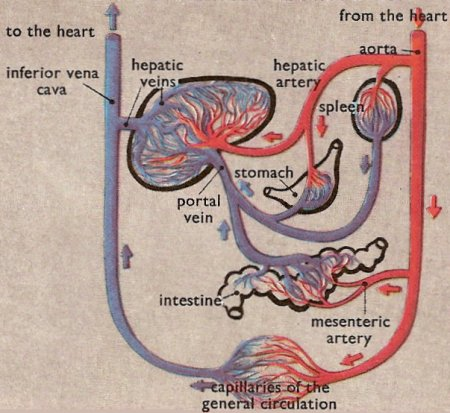 from the heart
to the heart
aorta
inferior vena
cava
hepatic
veins
hepatic
artery
spleen
stomach
portal
vein
intestine
mesenteric
artery
capillaries of the
general circulation